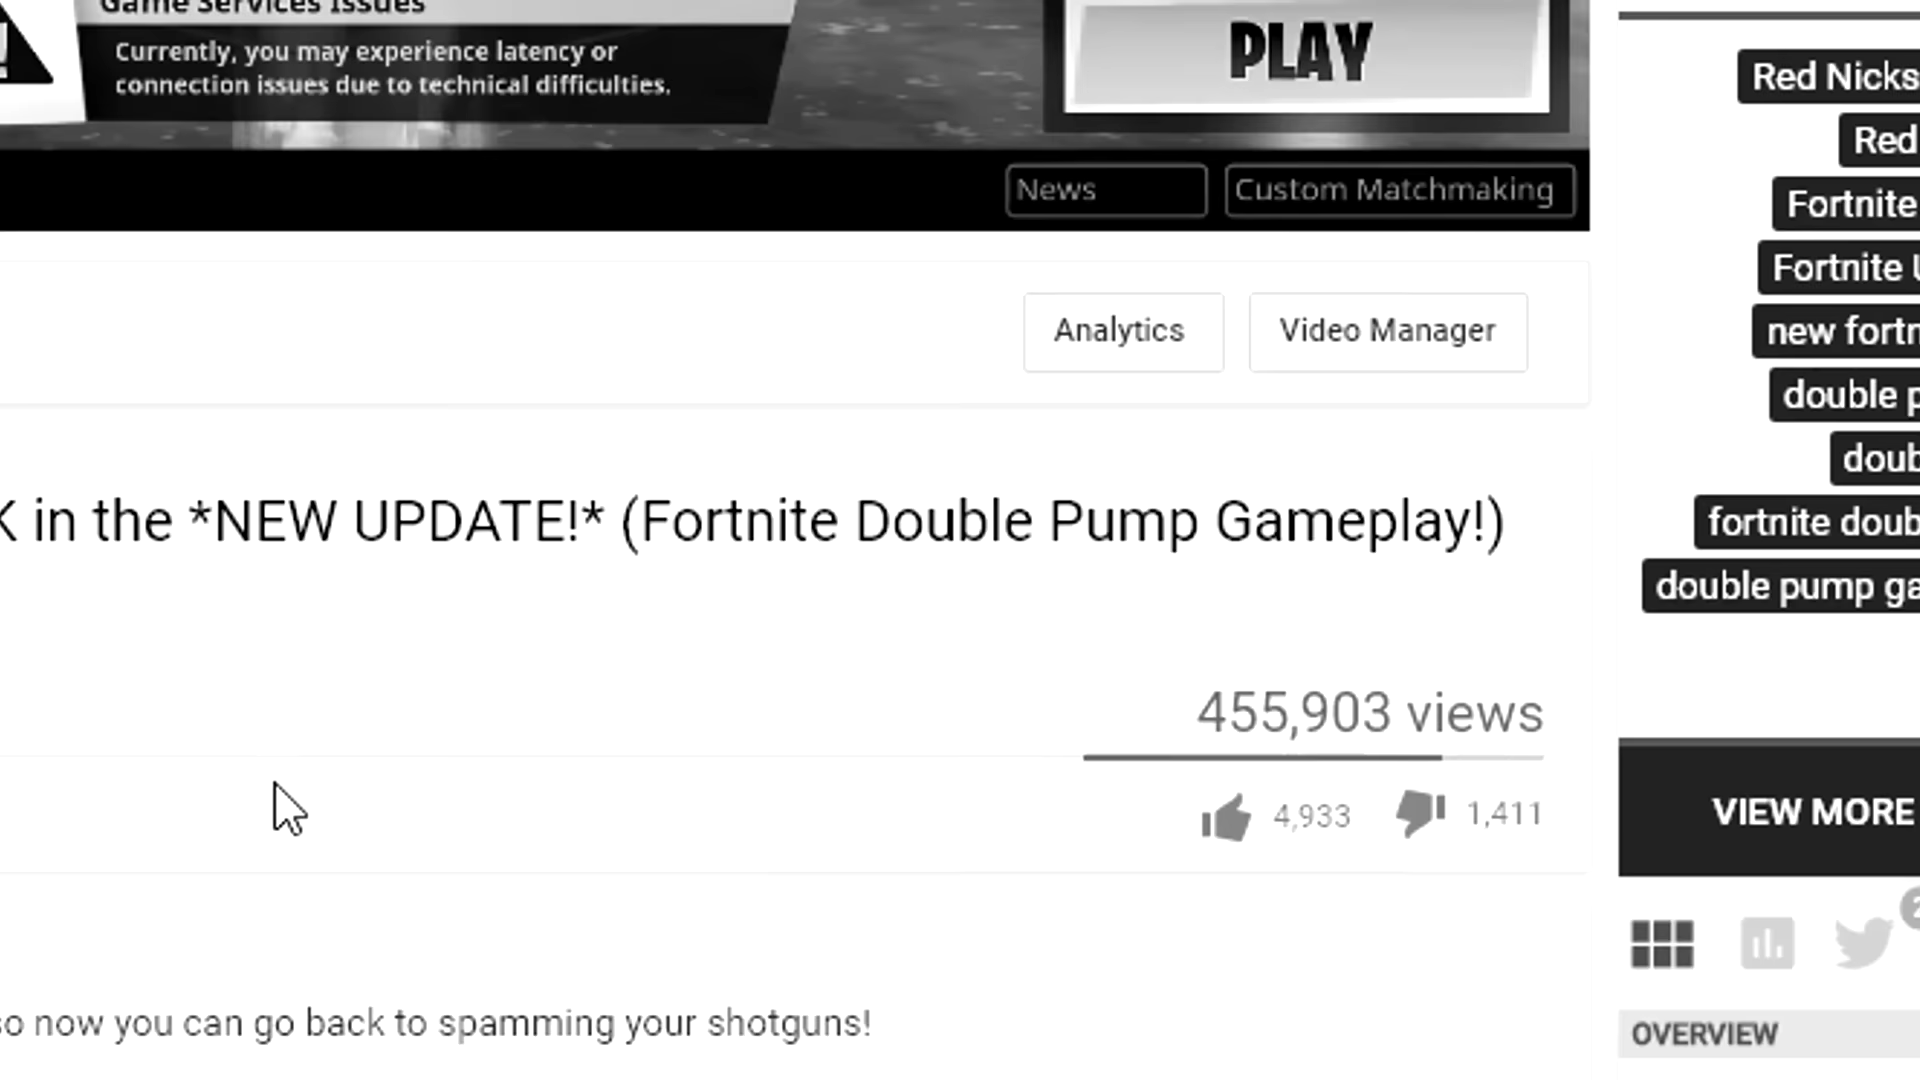 Game Services Issues
Currently, you may experience latency or
connection issues due to technical difficulties.
PLAY
News
Custom Matchmaking
Analytics
Video Manager
K in the *NEW UPDATE!* (Fortnite Double Pump Gameplay!)
455,903 views
4,933
1,411
so now you can go back to spamming your shotguns!
Red Nicks
Red
Fortnite
Fortnite U
new fortn
double p
doub
fortnite doub
double pump ga
VIEW MORE
2
OVERVIEW